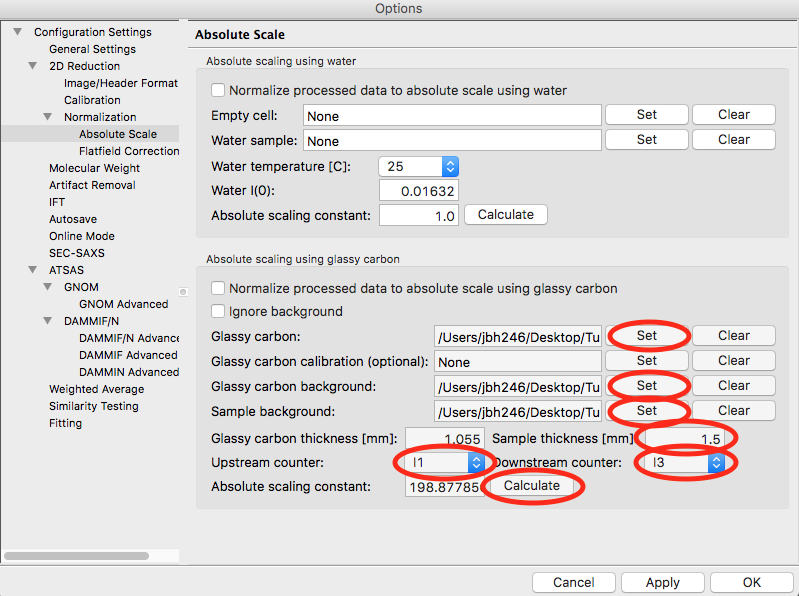 Options
Configuration Settings
General Settings
2D Reduction
Image/Header Format
Calibration
Normalization
Absolute Scale
Flatfield Correction
Molecular Weight
Artifact Removal
IFT
Autosave
Online Mode
SEC-SAXS
ATSAS
GNOM
GNOM Advanced
DAMMIF/N
DAMMIF/N Advance
DAMMIF Advanced
DAMMIN Advanced
Weighted Average
Similarity Testing
Fitting
Absolute Scale
Absolute scaling using water
Normalize processed data to absolute scale using water
Empty cell: None Set Clear
Water sample: None Set Clear
Water temperature [C]: 25
Water I(0): 0.01632
Absolute scaling constant: 1.0 Calculate
Absolute scaling using glassy carbon
Normalize processed data to absolute scale using glassy carbon
Ignore background
Glassy carbon: /Users/jbh246/Desktop/Tu Set Clear
Glassy carbon calibration (optional): None Set Clear
Glassy carbon background: /Users/jbh246/Desktop/Tu Set Clear
Sample background: /Users/jbh246/Desktop/Tu Set Clear
Glassy carbon thickness [mm]: 1.055 Sample thickness [mm] 1.5
Upstream counter: I1 Downstream counter: I3
Absolute scaling constant: 198.87785 Calculate
Cancel Apply OK